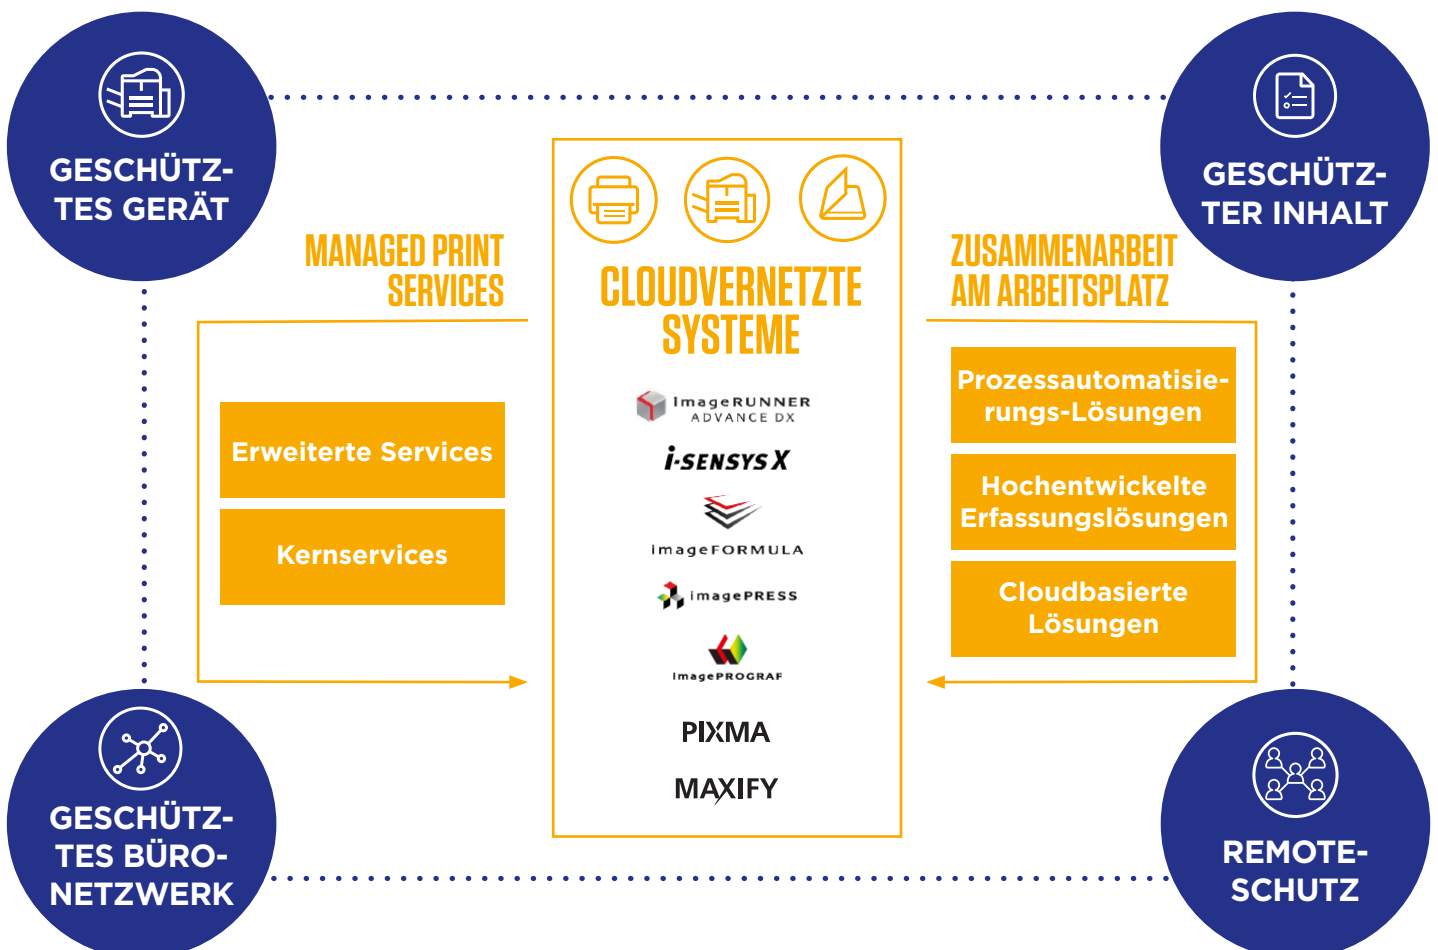 GESCHÜTZ-
TES GERÄT
GESCHÜTZ-
TER INHALT
MANAGED PRINT
SERVICES
Erweiterte Services
Kernservices
CLOUDVERNETZTE
SYSTEME
imageRUNNER
ADVANCE DX
i-SENSYS X
imageFORMULA
imagePRESS
imagePROGRAF
PIXMA
MAXIFY
ZUSAMMENARBEIT
AM ARBEITSPLATZ
Prozessautomatisie-
rungs-Lösungen
Hochentwickelte
Erfassungslösungen
Cloudbasierte
Lösungen
GESCHÜTZ-
TES BÜRO-
NETZWERK
REMOTE-
SCHUTZ